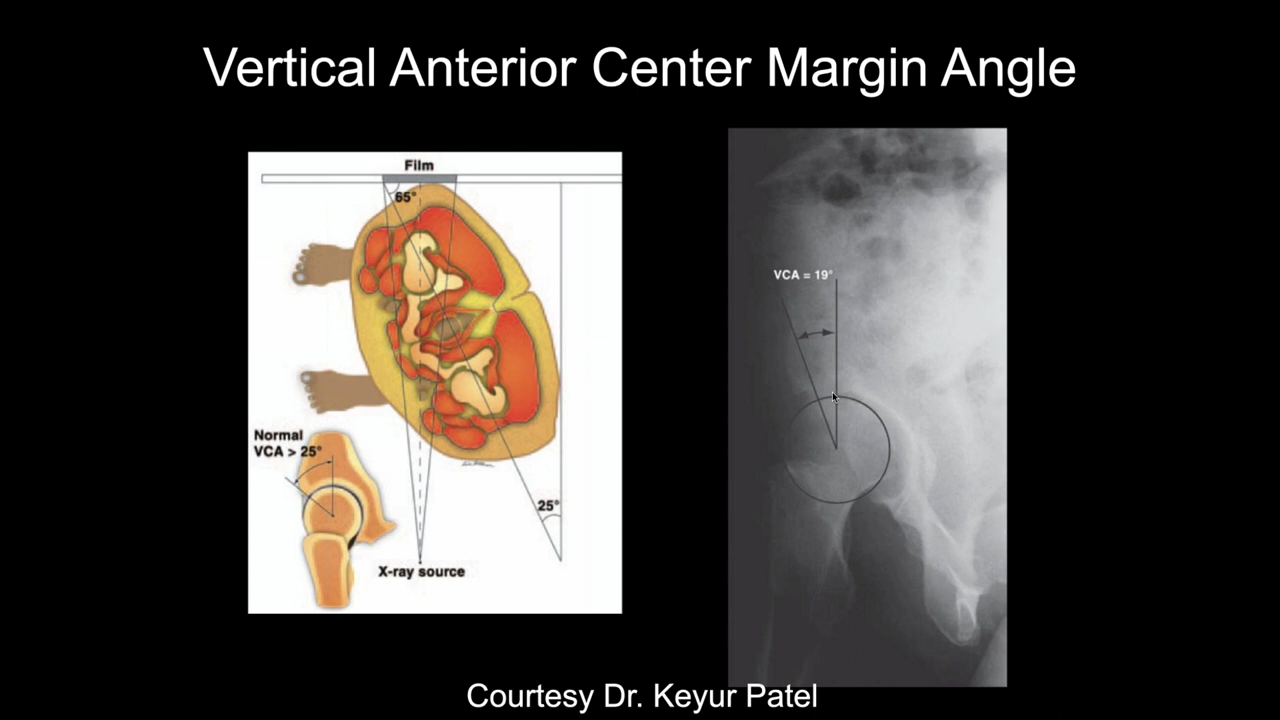 Vertical Anterior Center Margin Angle
Film
65°
Normal
VCA > 25°
25°
X-ray source
VCA = 19°
Courtesy Dr. Keyur Patel